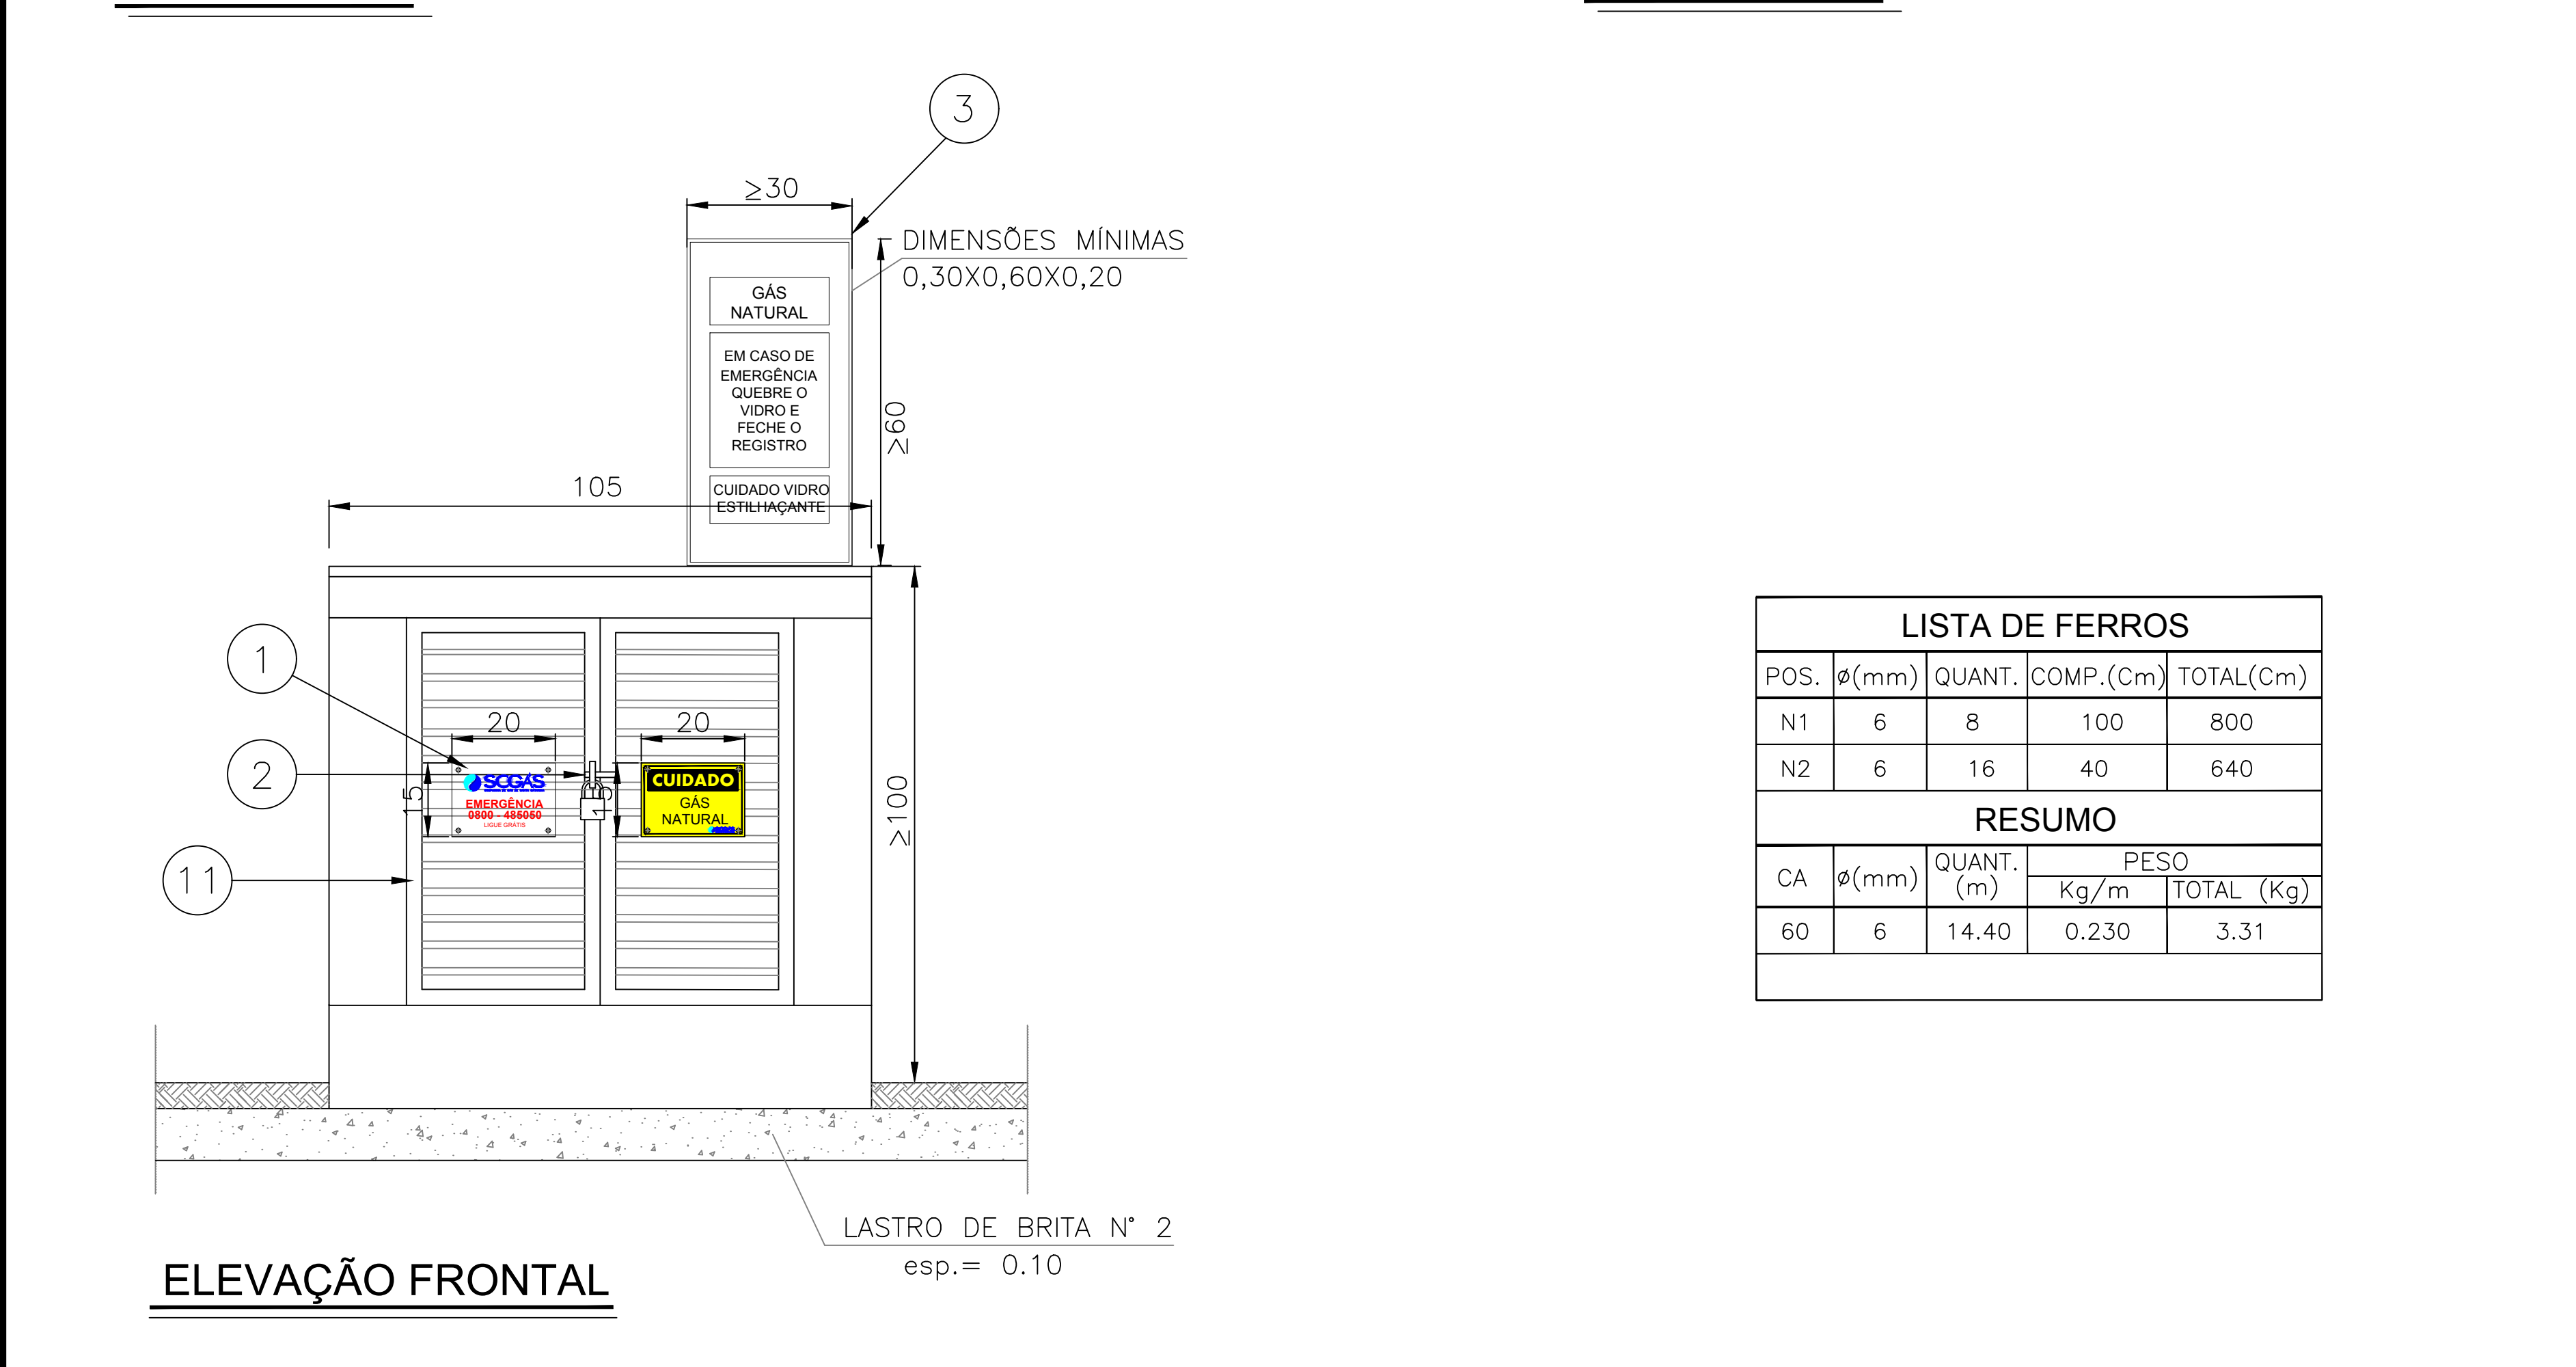 3
≥30
DIMENSÕES MÍNIMAS
0,30X0,60X0,20
GÁS
NATURAL
EM CASO DE
EMERGÊNCIA
QUEBRE O
VIDRO E
FECHE O
REGISTRO
≥60
105
CUIDADO VIDRO
ESTILHAÇANTE
1
20
20
2
15
SCGÁS
EMERGÊNCIA
0800 - 485050
LIGUE GRÁTIS
15
CUIDADO
GÁS
NATURAL
≥100
11
LASTRO DE BRITA N° 2
esp.= 0.10
ELEVAÇÃO FRONTAL
LISTA DE FERROS
POS. ø(mm) QUANT. COMP.(Cm) TOTAL(Cm)
N1 6 8 100 800
N2 6 16 40 640
RESUMO
CA ø(mm) QUANT. (m) PESO
Kg/m TOTAL (Kg)
60 6 14.40 0.230 3.31